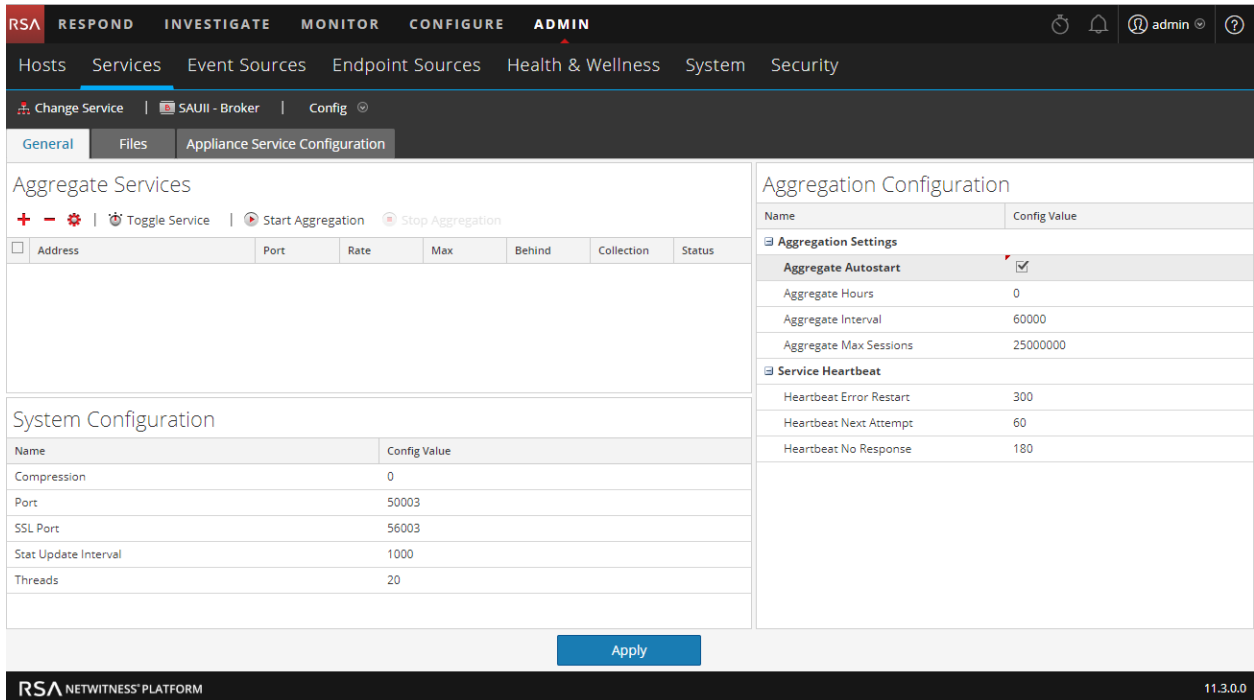 RSA RESPOND INVESTIGATE MONITOR CONFIGURE ADMIN admin ?
Hosts Services Event Sources Endpoint Sources Health & Wellness System Security
Change Service | SAUII - Broker | Config
General Files Appliance Service Configuration
Aggregate Services
Toggle Service | Start Aggregation Stop Aggregation
Address Port Rate Max Behind Collection Status
System Configuration
Name Config Value
Compression 0
Port 50003
SSL Port 56003
Stat Update Interval 1000
Threads 20
Aggregation Configuration
Name Config Value
Aggregation Settings
Aggregate Autostart
Aggregate Hours 0
Aggregate Interval 60000
Aggregate Max Sessions 25000000
Service Heartbeat
Heartbeat Error Restart 300
Heartbeat Next Attempt 60
Heartbeat No Response 180
Apply
RSA NETWITNESS® PLATFORM 11.3.0.0